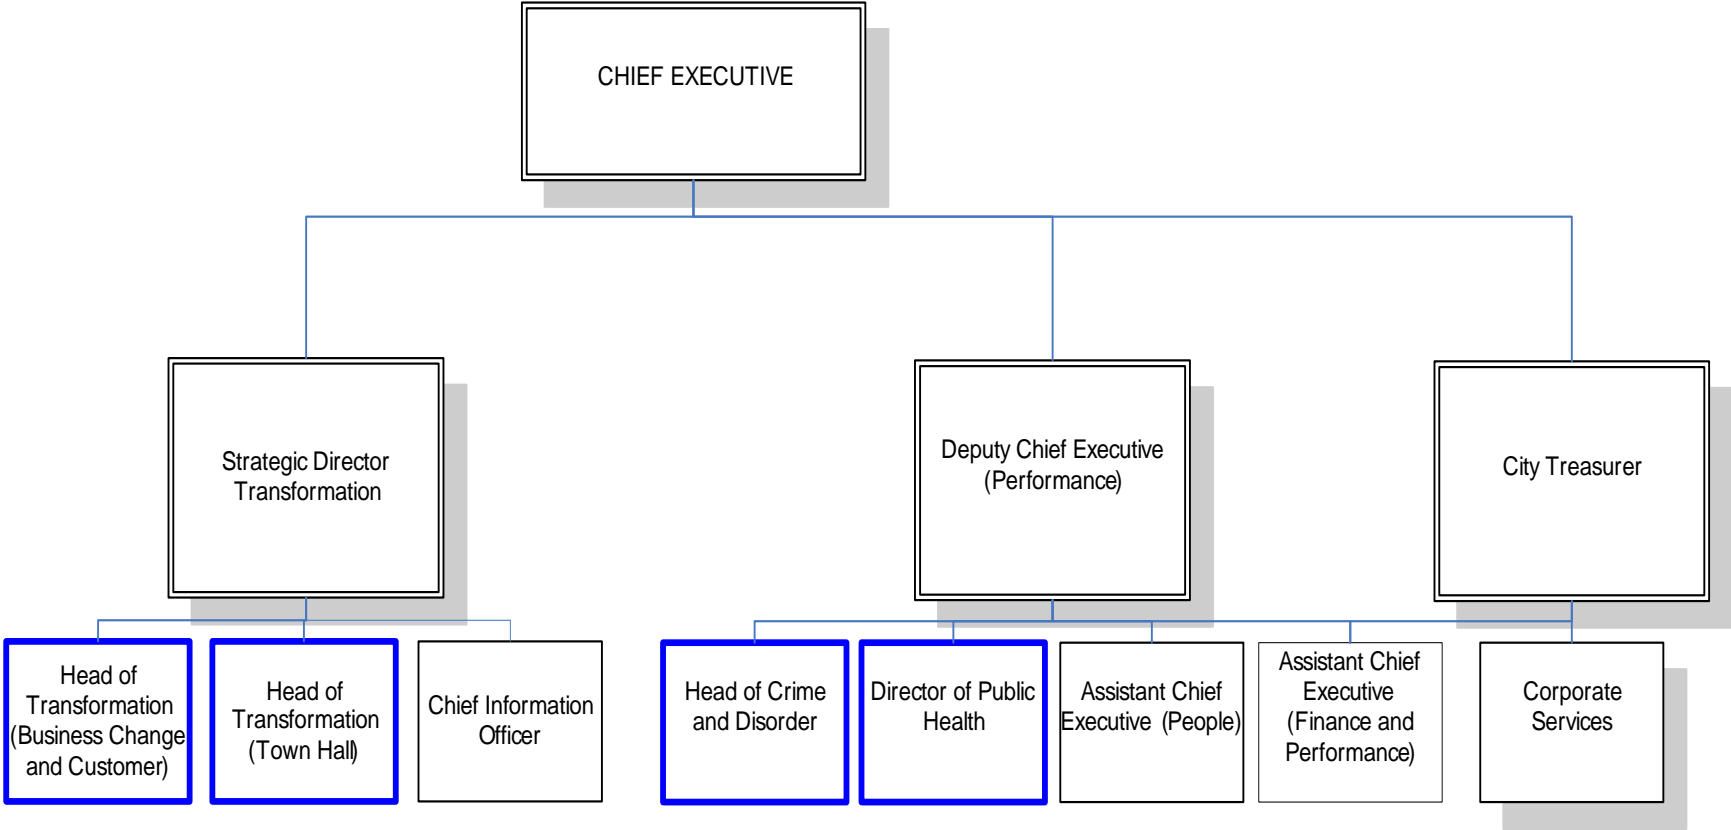 CHIEF EXECUTIVE
Strategic Director
Transformation
Deputy Chief Executive
(Performance)
City Treasurer
Head of
Transformation
(Business Change
and Customer)
Head of
Transformation
(Town Hall)
Chief Information
Officer
Head of Crime
and Disorder
Director of Public
Health
Assistant Chief
Executive (People)
Assistant Chief
Executive
(Finance and
Performance)
Corporate
Services